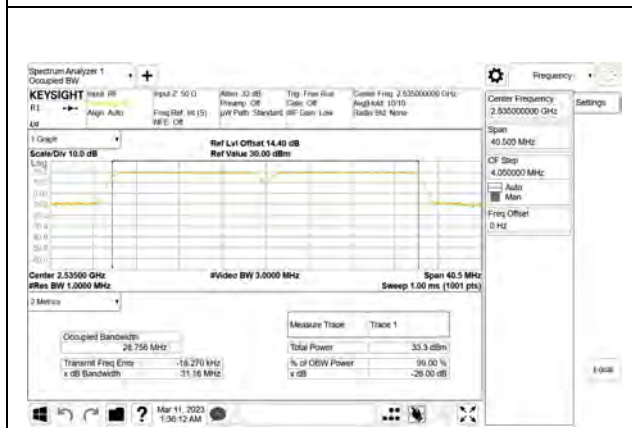 Spectrum Analyzer 1
Occupied BW
Frequency
KEYSIGHT Input: RF
Align: Auto
Input Z: 50 Ω
Freq Ref: Int (S)
NFE: Off
Atten: 32 dB
Preamp: Off
µW Path: Standard
Trig: Free Run
Gate: Off
#IF Gain: Low
Center Freq: 2.535000000 GHz
Avg|Hold: 10/10
Radio Std: None
Center Frequency
2.535000000 GHz
Settings
Span
40.500 MHz
CF Step
4.050000 MHz
Auto
Man
Freq Offset
0 Hz
1 Graph
Scale/Div 10.0 dB
Ref Lvl Offset 14.40 dB
Ref Value 30.00 dBm
Log
Center 2.53500 GHz
#Video BW 3.0000 MHz
Span 40.5 MHz
#Res BW 1.0000 MHz
Sweep 1.00 ms (1001 pts)
2 Metrics
Measure Trace
Trace 1
Occupied Bandwidth
28.756 MHz
Total Power
33.3 dBm
Transmit Freq Error
-16.270 kHz
% of OBW Power
99.00 %
x dB Bandwidth
31.16 MHz
x dB
-26.00 dB
Local
Mar 11, 2023
1:36:12 AM